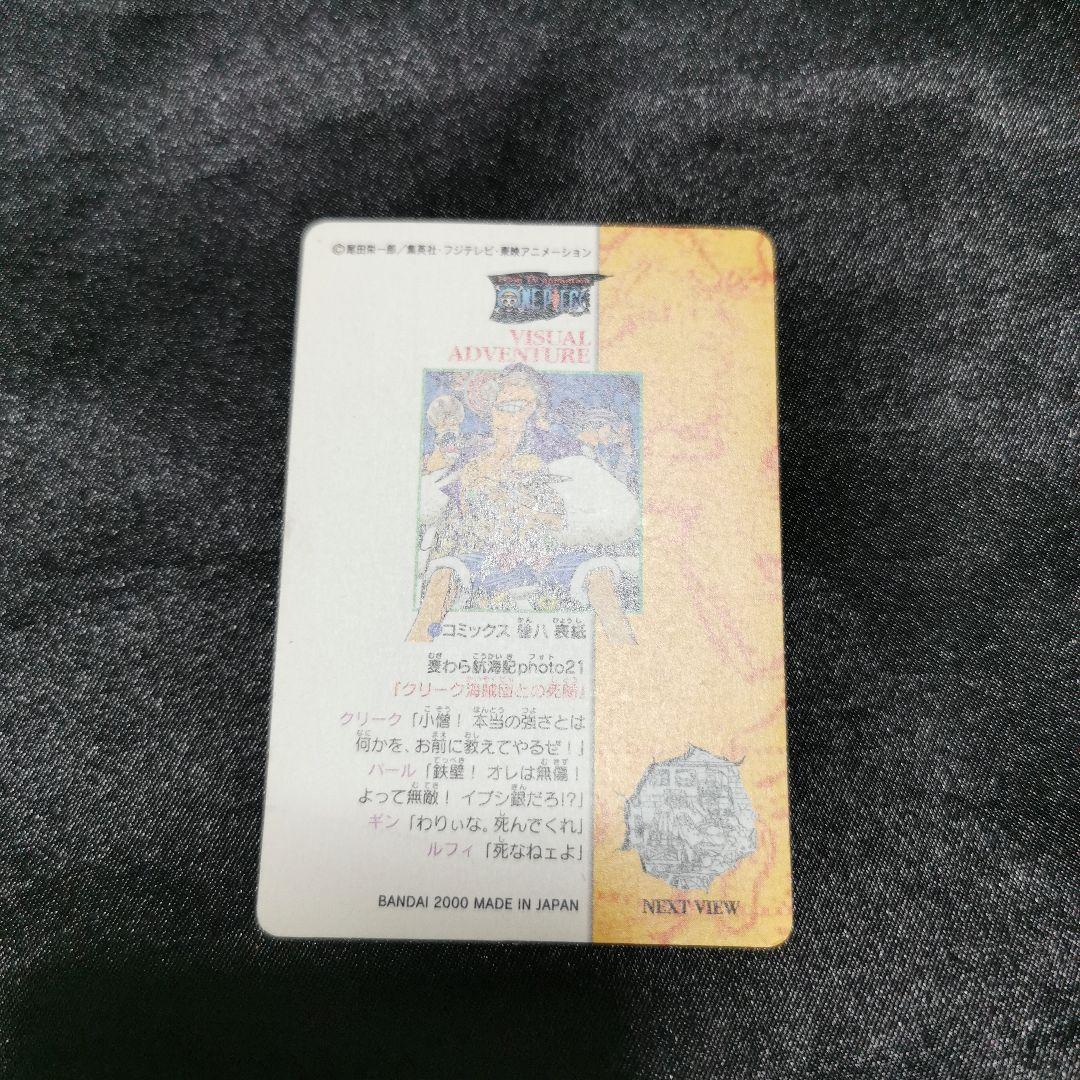 ©尾田栄一郎／集英社・フジテレビ・東映アニメーション
From TV animation
ONE PIECE
VISUAL
ADVENTURE
コミックス 巻八 表紙
麦わら航海記photo21
『クリーク海賊団との死闘』
クリーク「小僧！ 本当の強さとは
何かを、お前に教えてやるぜ！」
パール「鉄壁！ オレは無傷！
よって無敵！ イブシ銀だろ!?」
ギン「わりぃな。死んでくれ」
ルフィ「死なねェよ」
BANDAI 2000 MADE IN JAPAN
NEXT VIEW